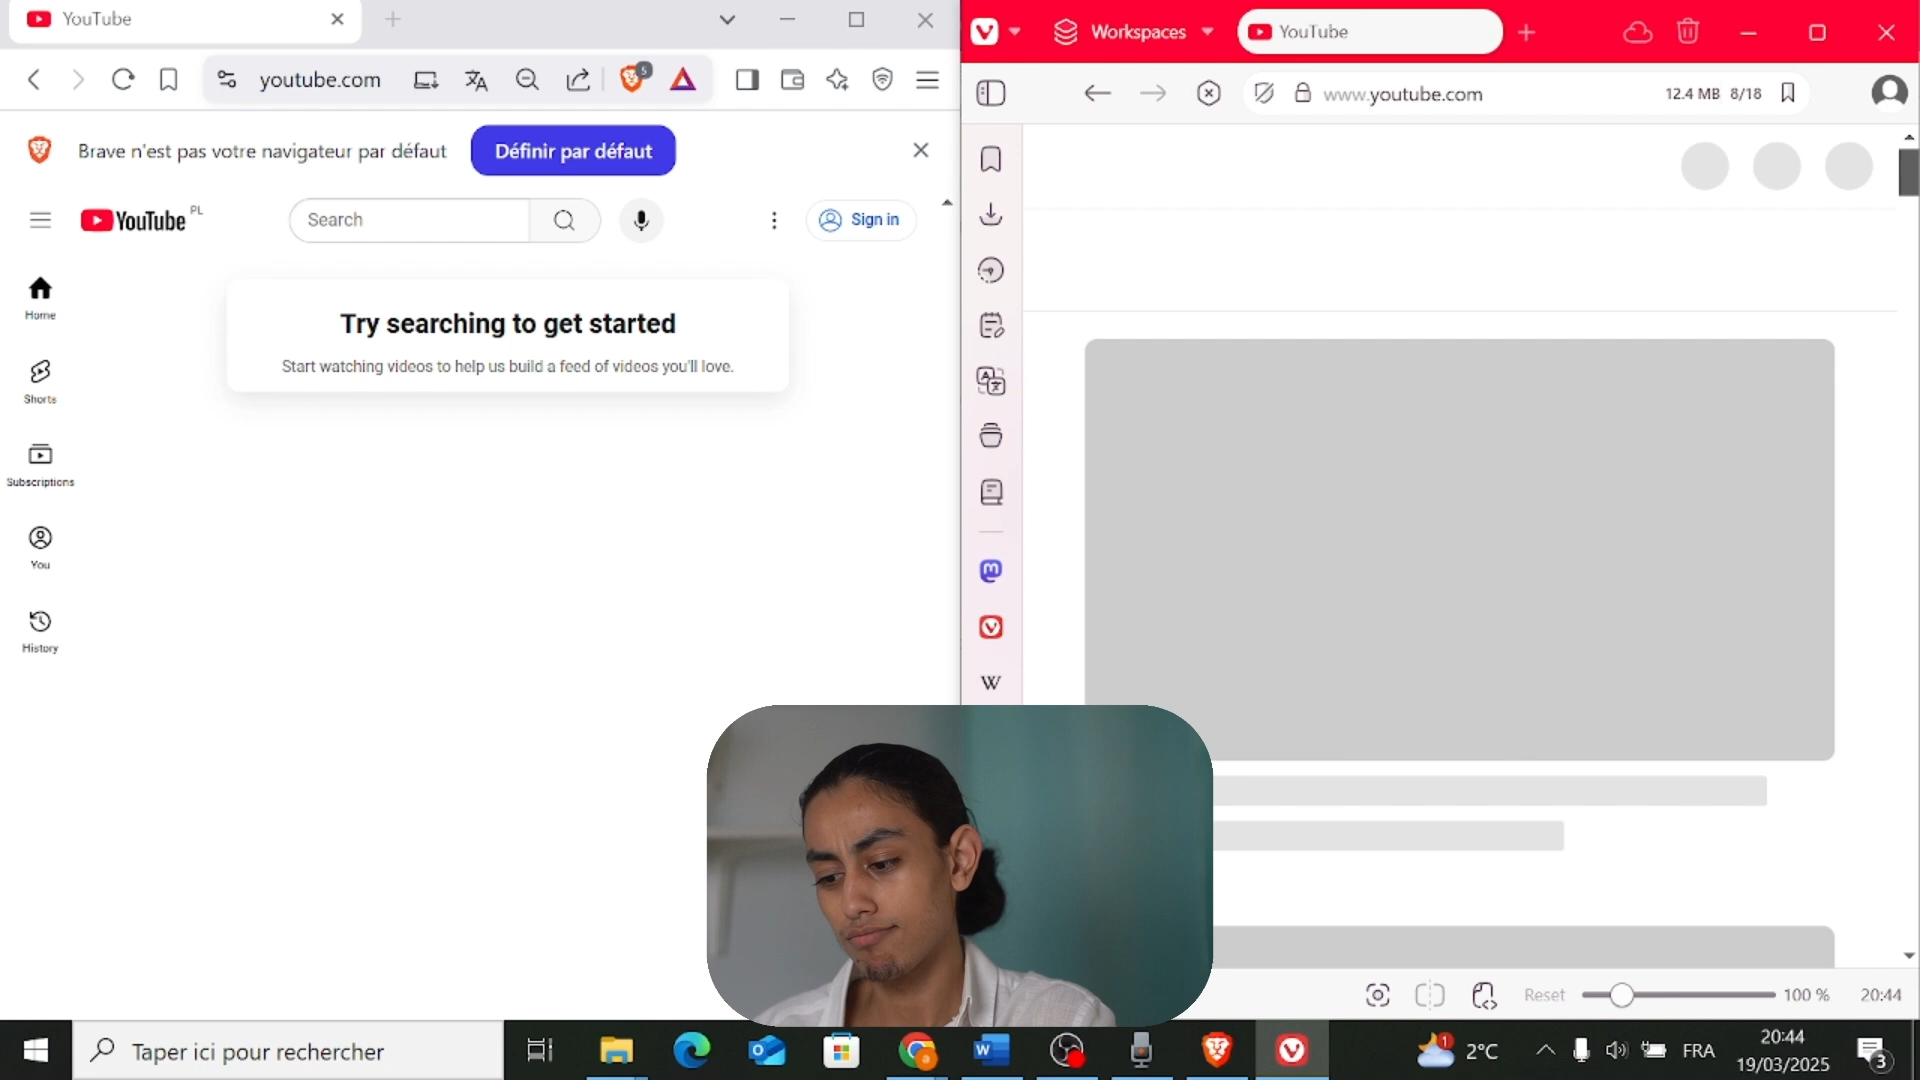 YouTube
youtube.com
5
Brave n'est pas votre navigateur par défaut
Définir par défaut
YouTube PL
Search
Sign in
Home
Shorts
Subscriptions
You
History
Try searching to get started
Start watching videos to help us build a feed of videos you'll love.
Workspaces
YouTube
www.youtube.com
12.4 MB 8/18
W
Reset
100 %
20:44
Taper ici pour rechercher
1
2°C
FRA
20:44
19/03/2025
3